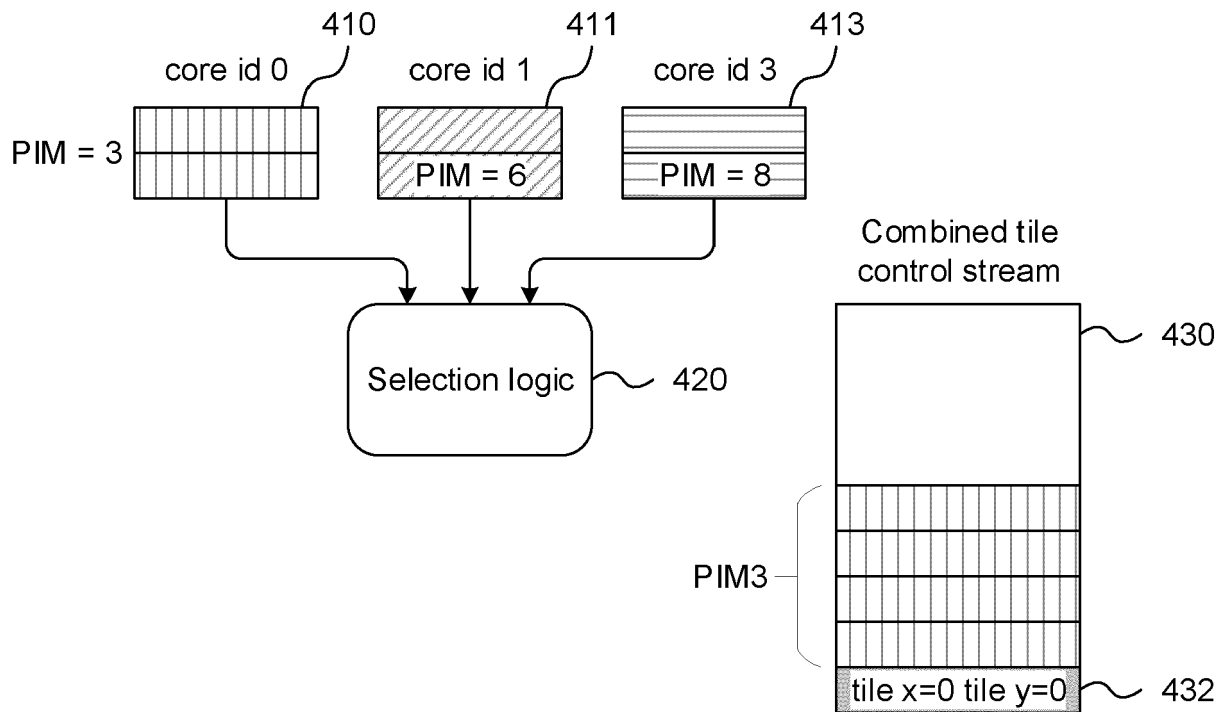 410
411
413
core id 0
core id 1
core id 3
PIM = 3
PIM = 6
PIM = 8
Combined tile
control stream
430
Selection logic
420
PIM3
tile x=0 tile y=0
432